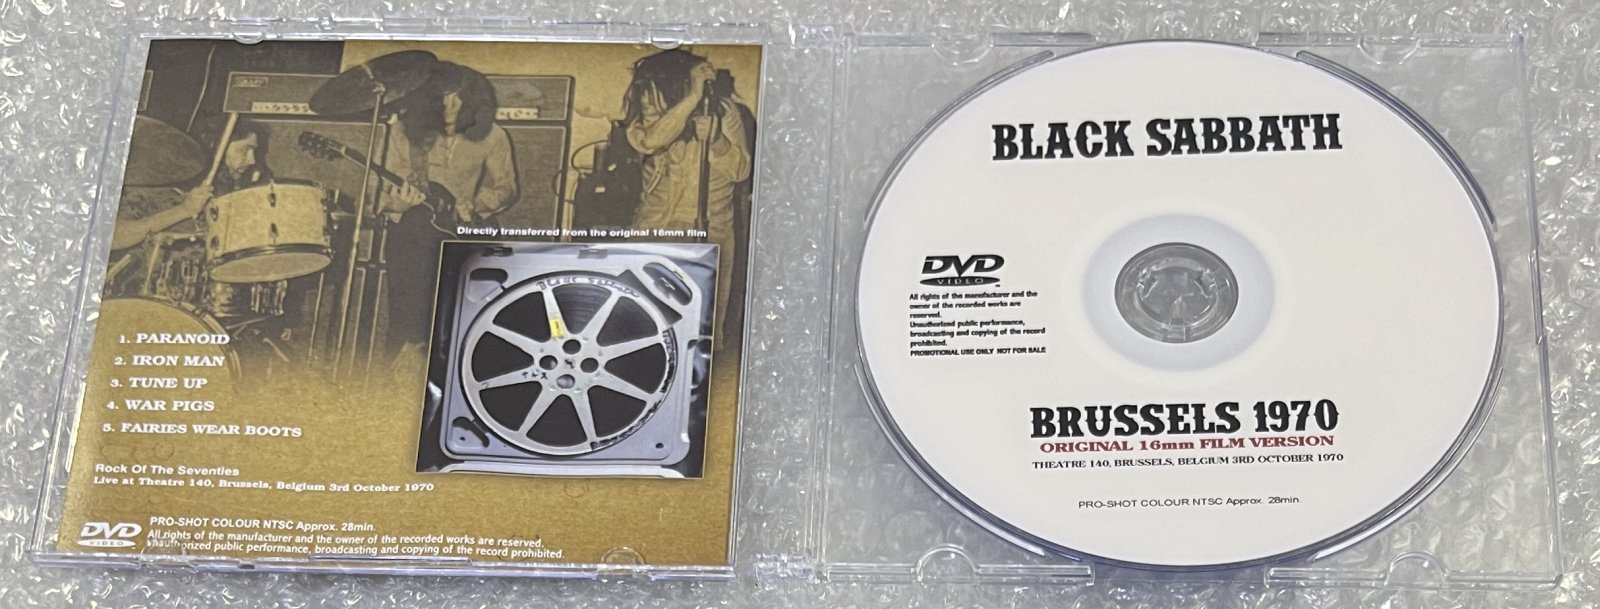 Directly transferred from the original 16mm film
BLACK SABBATH
1. PARANOID
2. IRON MAN
3. TUNE UP
4. WAR PIGS
5. FAIRIES WEAR BOOTS
Rock Of The Seventies
Live at Theatre 140, Brussels, Belgium 3rd October 1970
DVD
VIDEO
PRO-SHOT COLOUR NTSC Approx. 28min.
All rights of the manufacturer and the owner of the recorded works are reserved.
Unauthorized public performance, broadcasting and copying of the record prohibited.
BLACK SABBATH
DVD
VIDEO
All rights of the manufacturer and the
owner of the recorded works are
reserved.
Unauthorized public performance,
broadcasting and copying of the record
prohibited.
PROMOTIONAL USE ONLY NOT FOR SALE
BRUSSELS 1970
ORIGINAL 16mm FILM VERSION
THEATRE 140, BRUSSELS, BELGIUM 3RD OCTOBER 1970
PRO-SHOT COLOUR NTSC Approx. 28min.